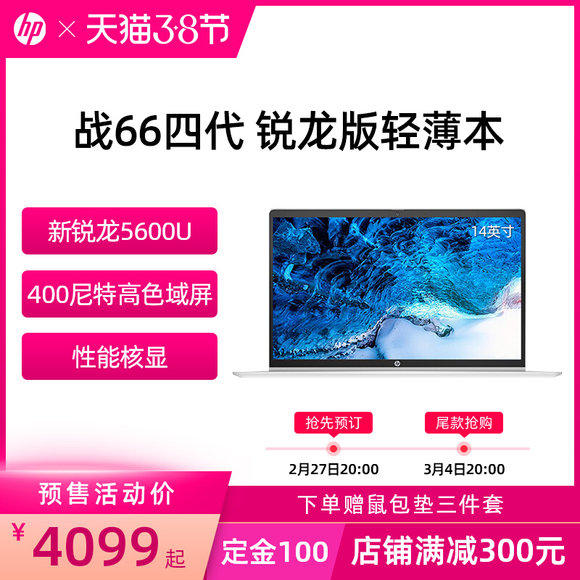 hp × 天猫3.8节
战66四代 锐龙版轻薄本
新锐龙5600U
400尼特高色域屏
性能核显
14英寸
hp
抢先预订 尾款抢购
2月27日20:00 3月4日20:00
预售活动价
¥4099起
下单赠鼠包垫三件套
定金100 店铺满减300元